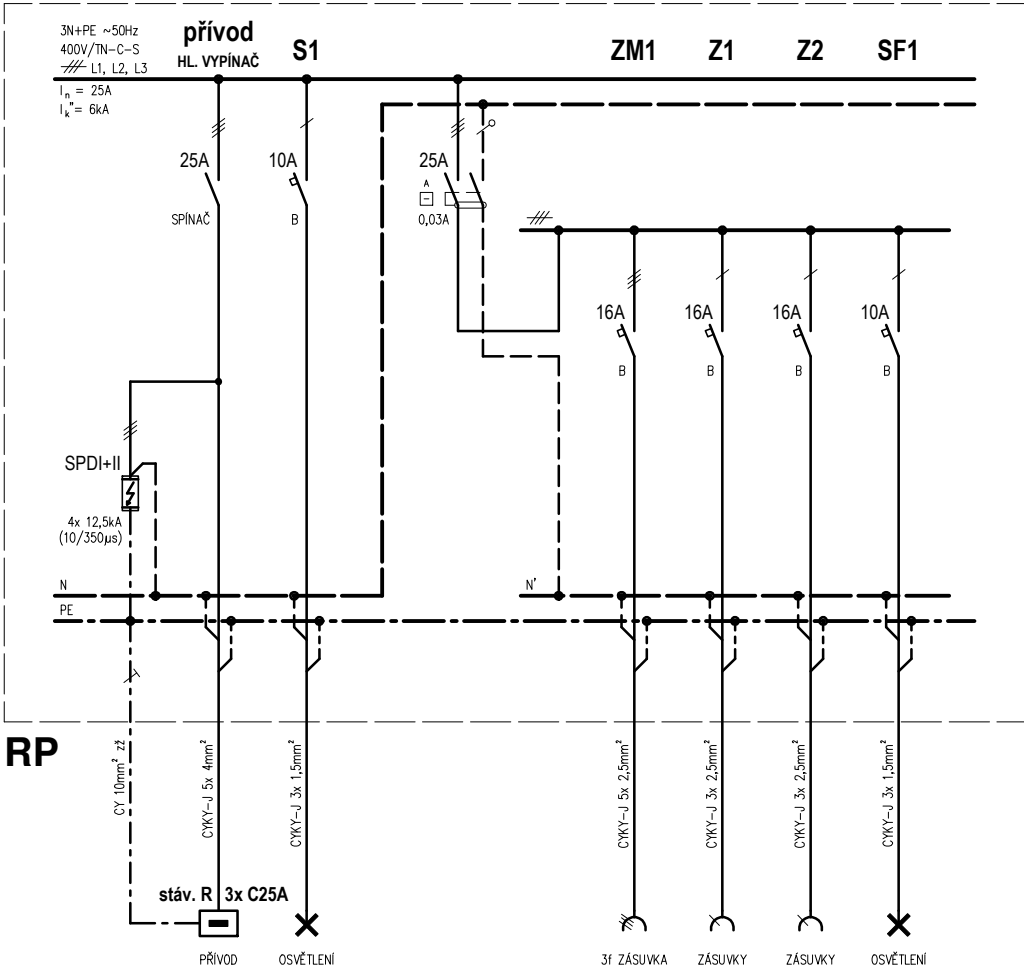 3N+PE ~50Hz
400V/TN-C-S
L1, L2, L3
In = 25A
Ik"= 6kA
přívod
HL. VYPÍNAČ
S1
ZM1
Z1
Z2
SF1
25A
SPÍNAČ
10A
B
25A
A
0,03A
16A
B
16A
B
16A
B
10A
B
SPDI+II
4x 12,5kA
(10/350µs)
N
PE
N'
RP
CY 10mm² zž
CYKY-J 5x 4mm²
CYKY-J 3x 1,5mm²
CYKY-J 5x 2,5mm²
CYKY-J 3x 2,5mm²
CYKY-J 3x 2,5mm²
CYKY-J 3x 1,5mm²
stáv. R 3x C25A
PŘÍVOD
OSVĚTLENÍ
3f ZÁSUVKA
ZÁSUVKY
ZÁSUVKY
OSVĚTLENÍ